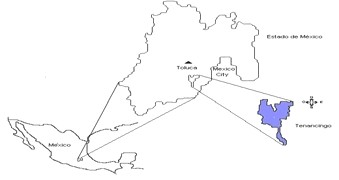 Estado de México
Toluca
Mexico
City
Tenancingo
México